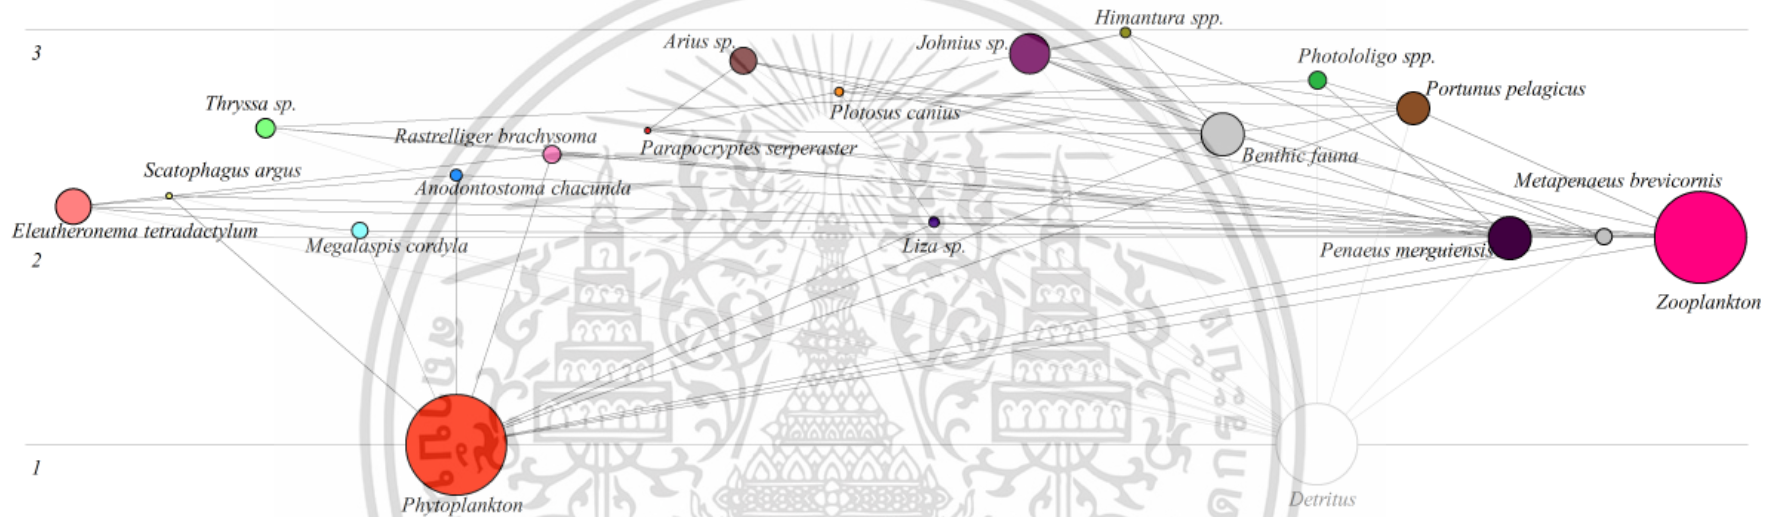 Himantura spp.
3
Arius sp.
Johnius sp.
Photololigo spp.
Portunus pelagicus
Thryssa sp.
Plotosus canius
Rastrelliger brachysoma
Parapocryptes serperaster
Benthic fauna
Scatophagus argus
Anodontostoma chacunda
Metapenaeus brevicornis
Eleutheronema tetradactylum
Megalaspis cordyla
Liza sp.
Penaeus merguiensis
2
Zooplankton
1
Phytoplankton
Detritus